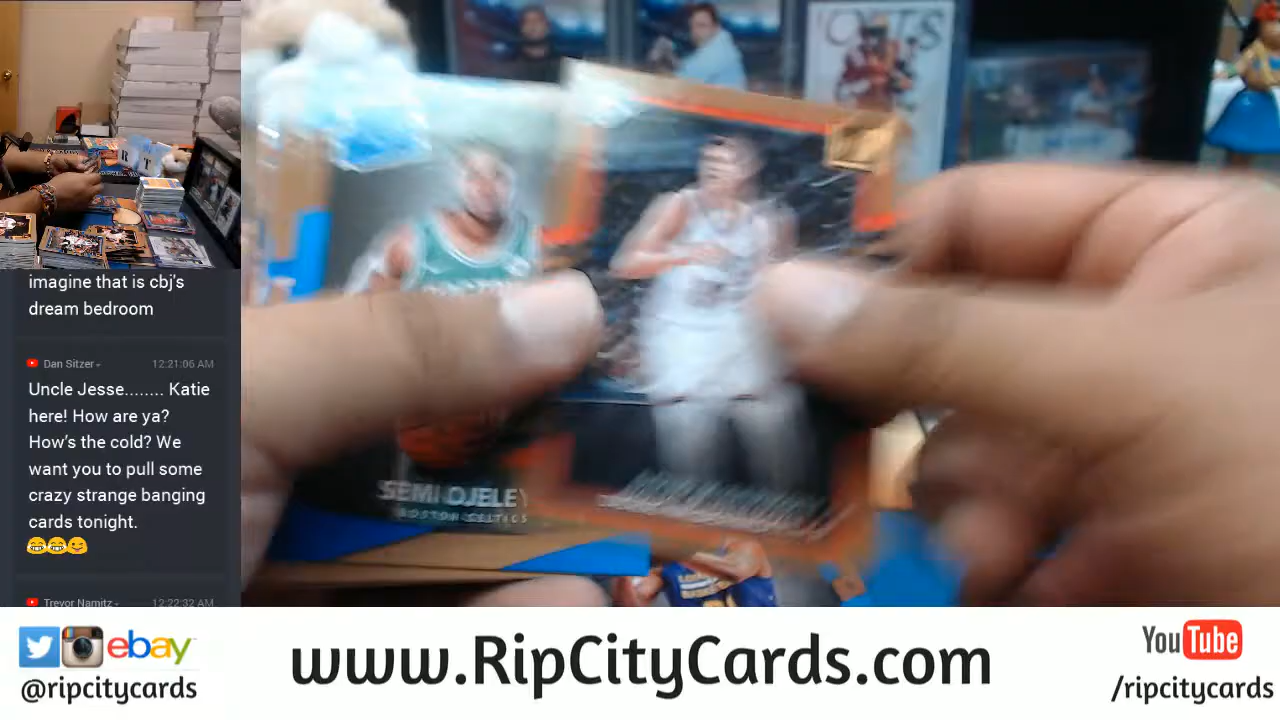 imagine that is cbj's
dream bedroom
Dan Sitzer
12:21:06 AM
Uncle Jesse........ Katie
here! How are ya?
How's the cold? We
want you to pull some
crazy strange banging
cards tonight.
😂😂😜
Trevor Namitz
12:22:32 AM
SEMI OJELEY
BOSTON CELTICS
ebay
@ripcitycards
www.RipCityCards.com
YouTube
/ripcitycards